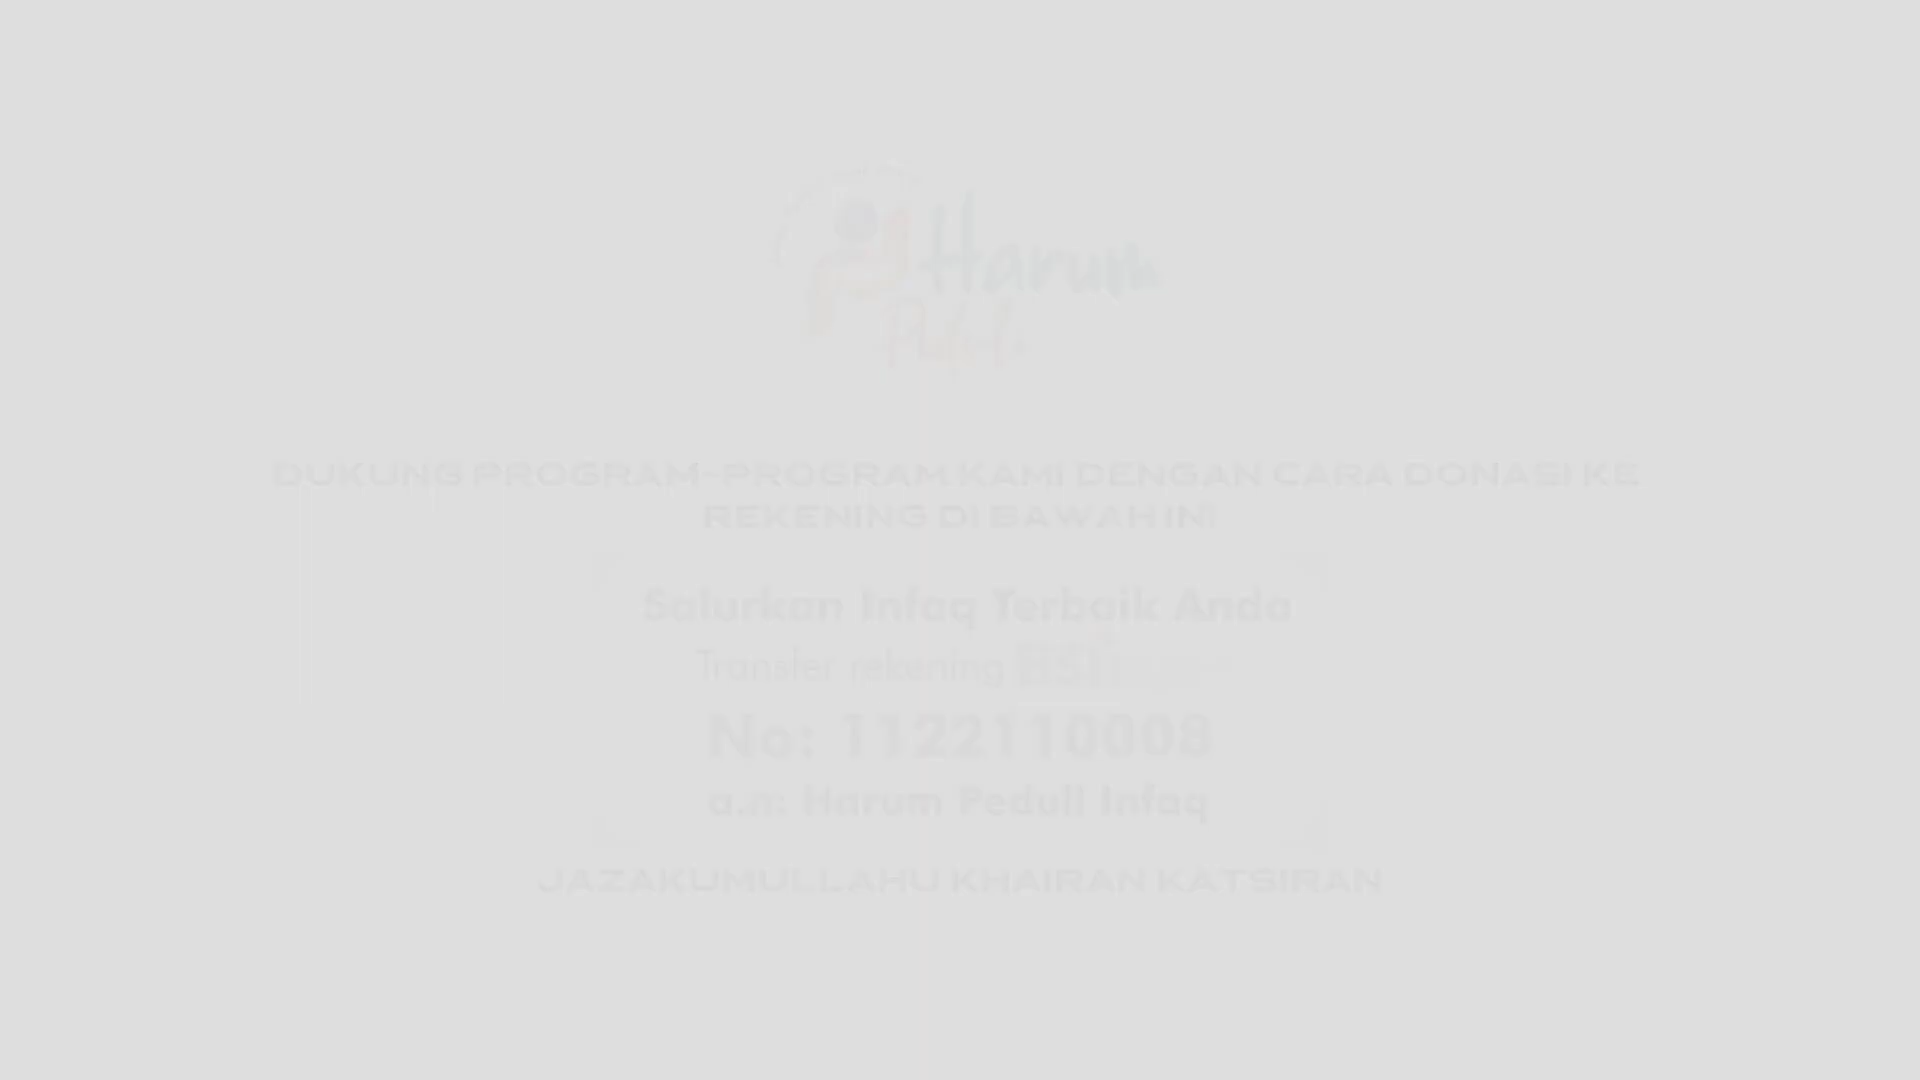 Harum
Peduli
DUKUNG PROGRAM-PROGRAM KAMI DENGAN CARA DONASI KE
REKENING DI BAWAH INI
Salurkan Infaq Terbaik Anda
Transfer rekening BSI
No: 1122110008
a.n Harum Peduli Infaq
JAZAKUMULLAHU KHAIRAN KATSIRAN